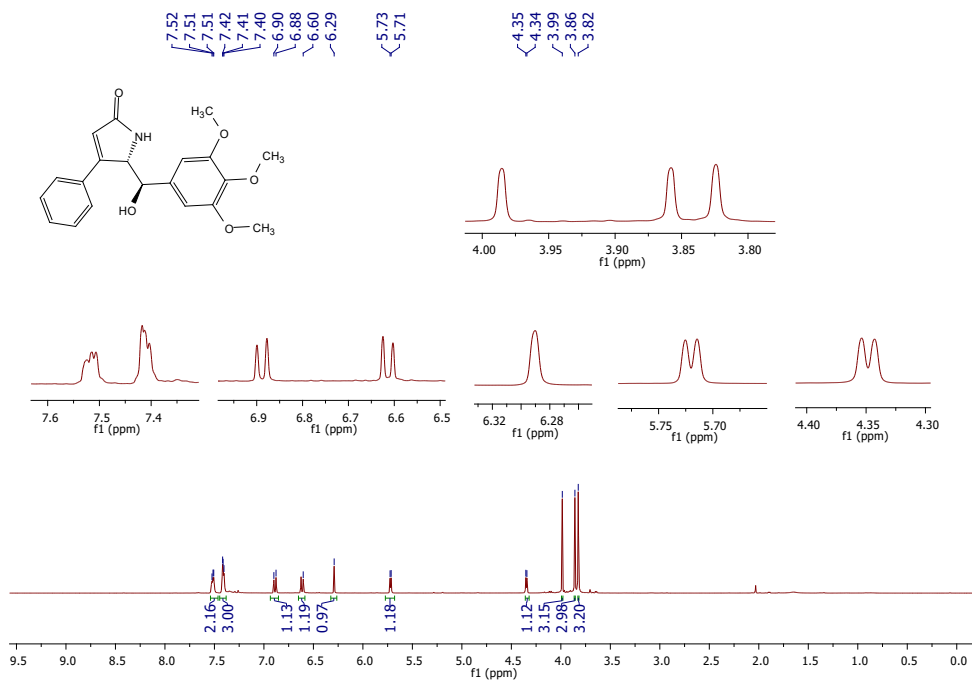 7.52
7.51
7.51
7.42
7.41
7.40
6.90
6.88
6.60
6.29
5.73
5.71
4.35
4.34
3.99
3.86
3.82
O
NH
HO
H3C
O
CH3
O
O
CH3
4.00 3.95 3.90 3.85 3.80
f1 (ppm)
7.6 7.5 7.4
f1 (ppm)
6.9 6.8 6.7 6.6 6.5
f1 (ppm)
6.32 6.28
f1 (ppm)
5.75 5.70
f1 (ppm)
4.40 4.35 4.30
f1 (ppm)
2.16
3.00
1.13
1.19
0.97
1.18
1.12
3.15
2.98
3.20
9.5 9.0 8.5 8.0 7.5 7.0 6.5 6.0 5.5 5.0 4.5 4.0 3.5 3.0 2.5 2.0 1.5 1.0 0.5 0.0
f1 (ppm)